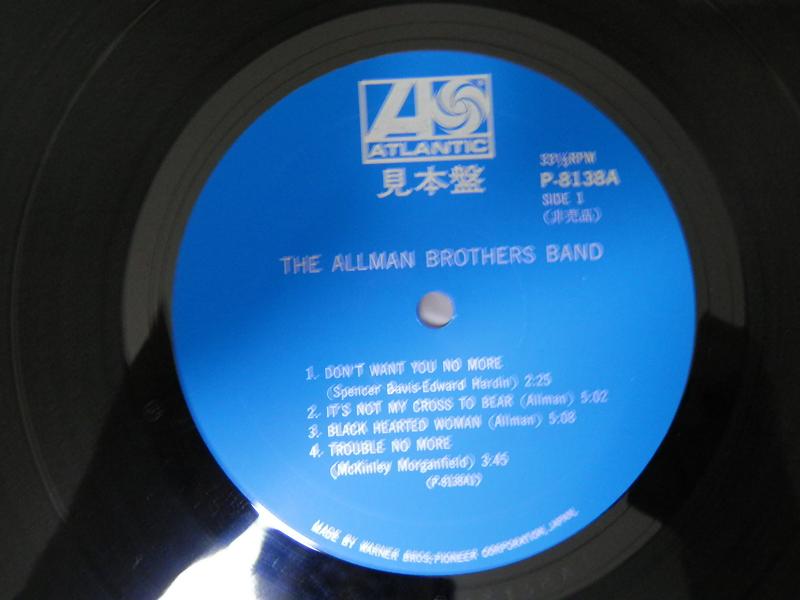 ATLANTIC
見本盤
33⅓RPM
P-8138A
SIDE 1
(非売品)
THE ALLMAN BROTHERS BAND
1. DON'T WANT YOU NO MORE
(Spencer Davis-Edward Hardin) 2:25
2. IT'S NOT MY CROSS TO BEAR (Allman) 5:02
3. BLACK HEARTED WOMAN (Allman) 5:08
4. TROUBLE NO MORE
(McKinley Morganfield) 3:45
(P-8138A1)
MADE BY WARNER BROS./PIONEER CORPORATION, JAPAN.